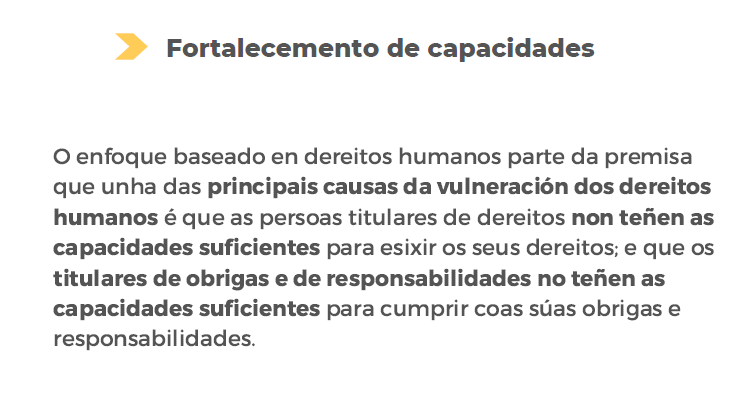 Fortalecemento de capacidades
O enfoque baseado en dereitos humanos parte da premisa
que unha das principais causas da vulneración dos dereitos
humanos é que as persoas titulares de dereitos non teñen as
capacidades suficientes para esixir os seus dereitos; e que os
titulares de obrigas e de responsabilidades no teñen as
capacidades suficientes para cumprir coas súas obrigas e
responsabilidades.